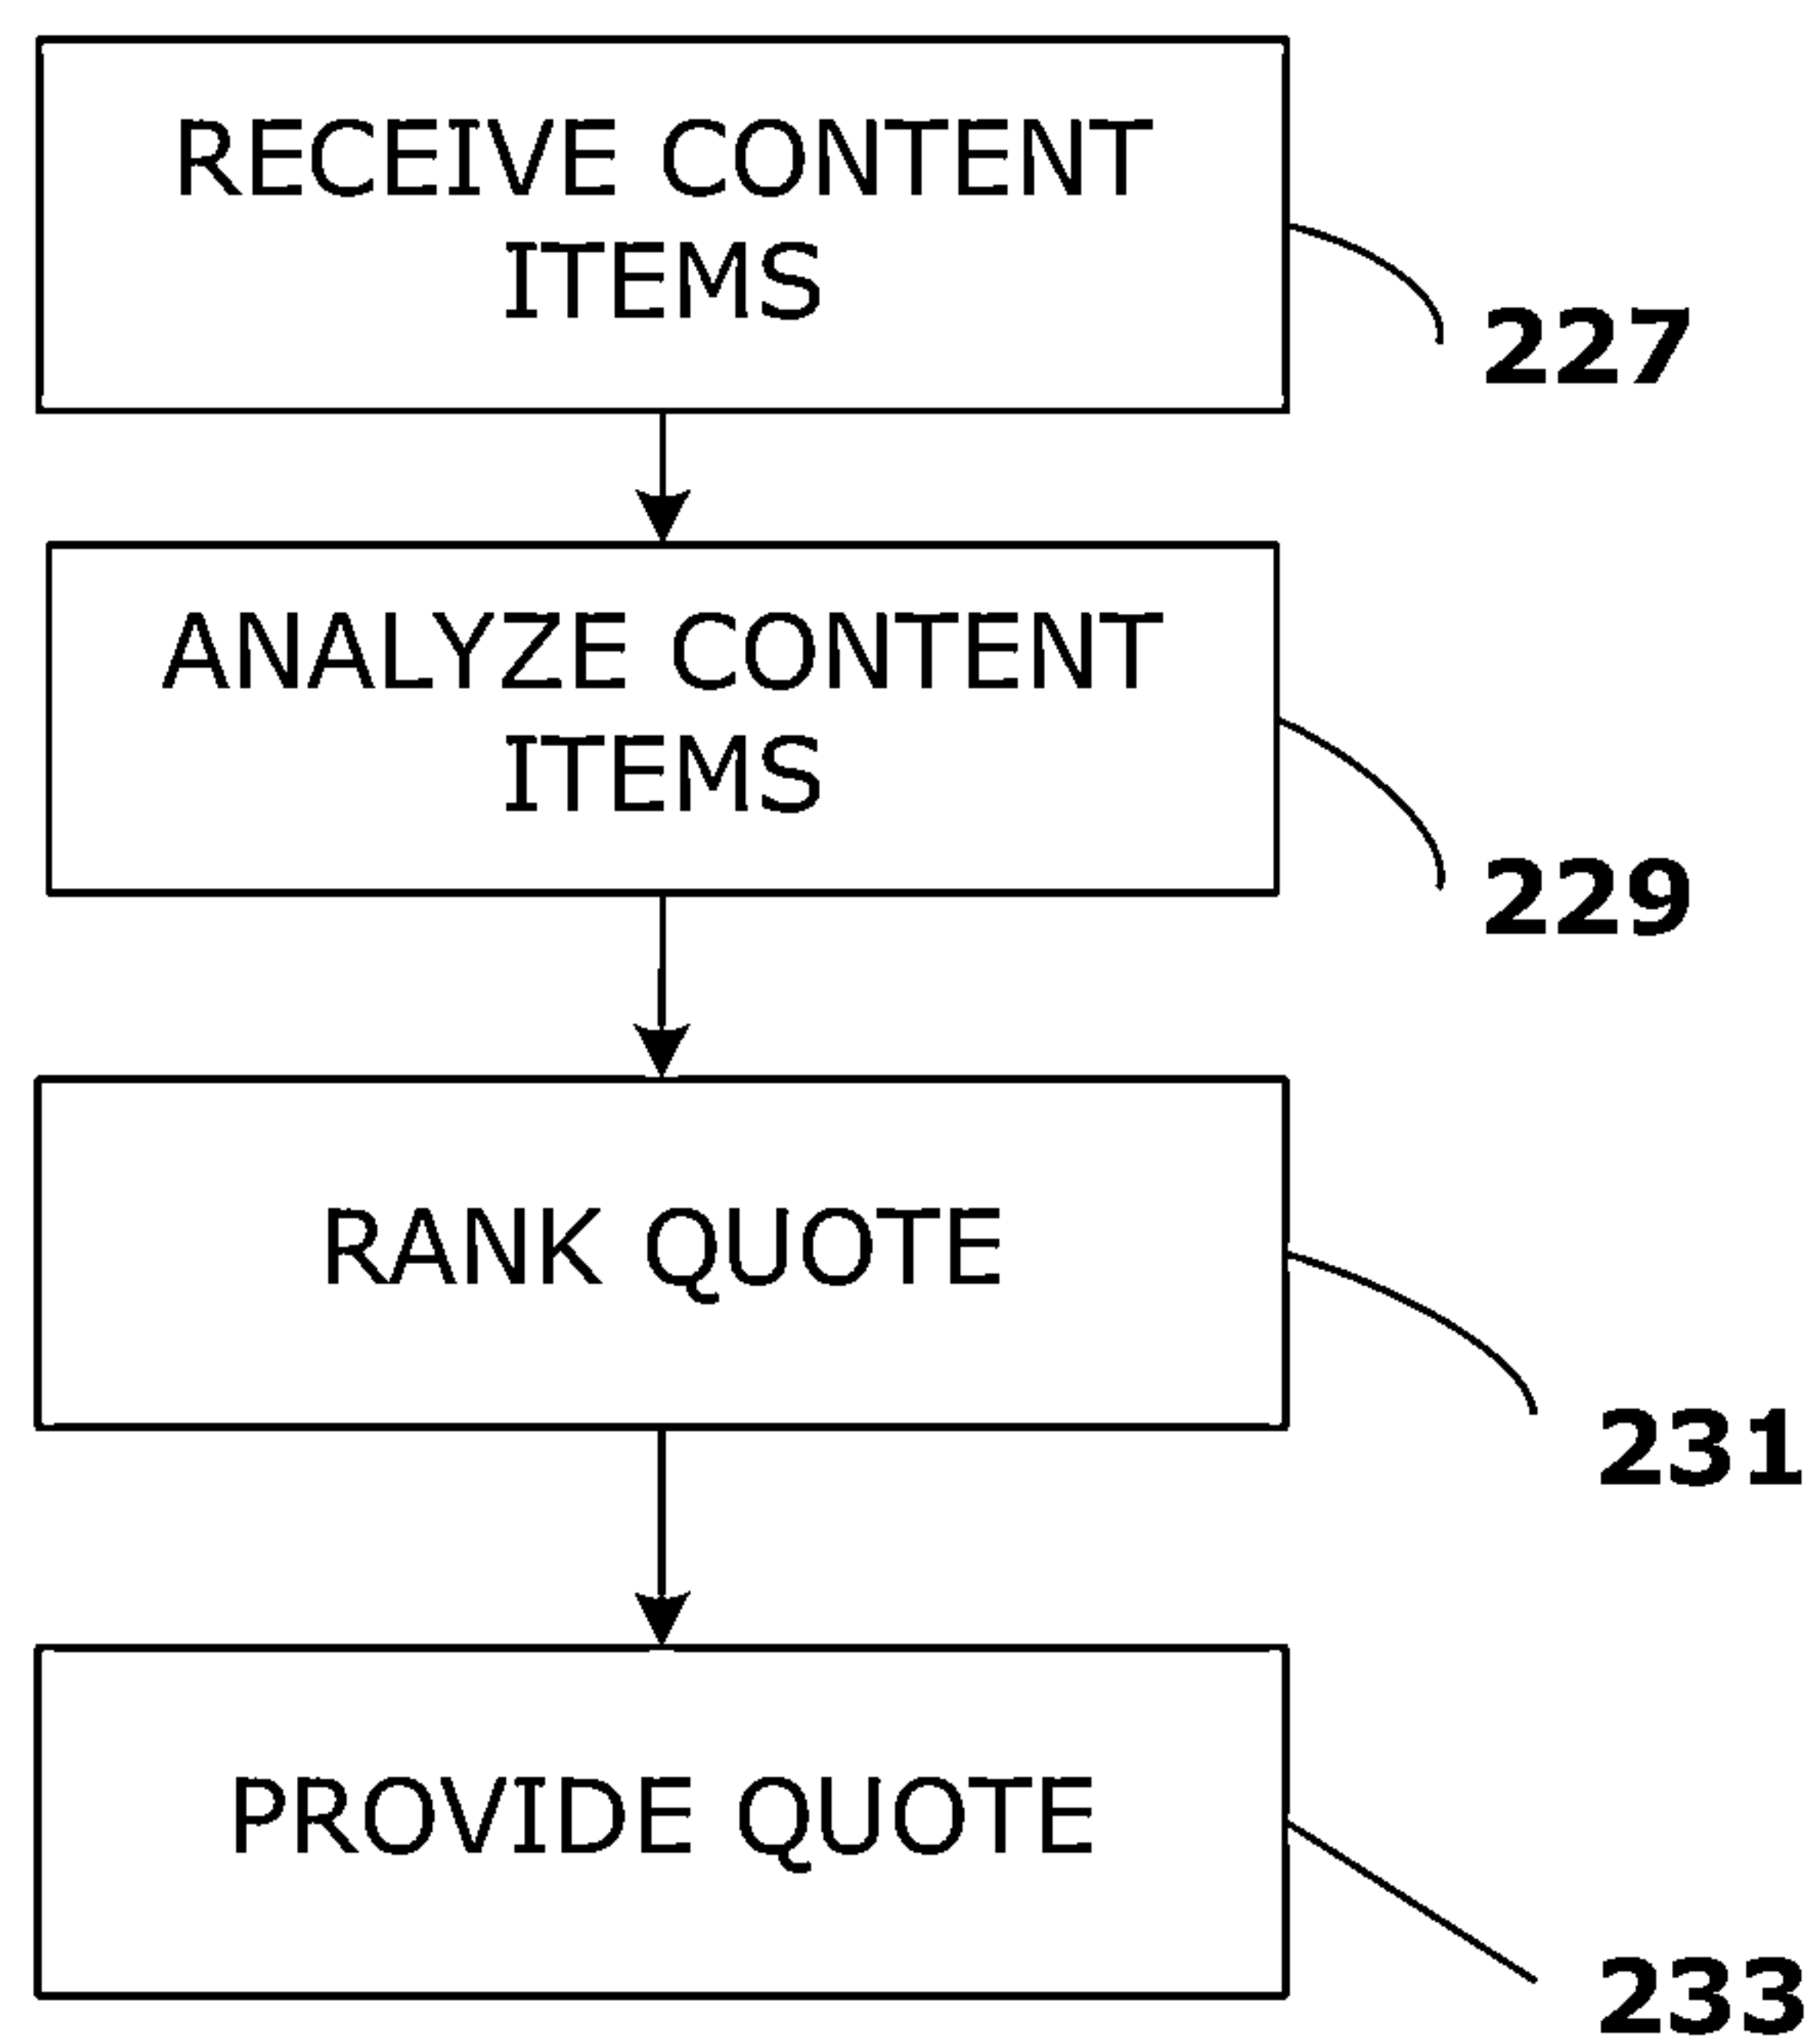 RECEIVE CONTENT
ITEMS
227
ANALYZE CONTENT
ITEMS
229
RANK QUOTE
231
PROVIDE QUOTE
233